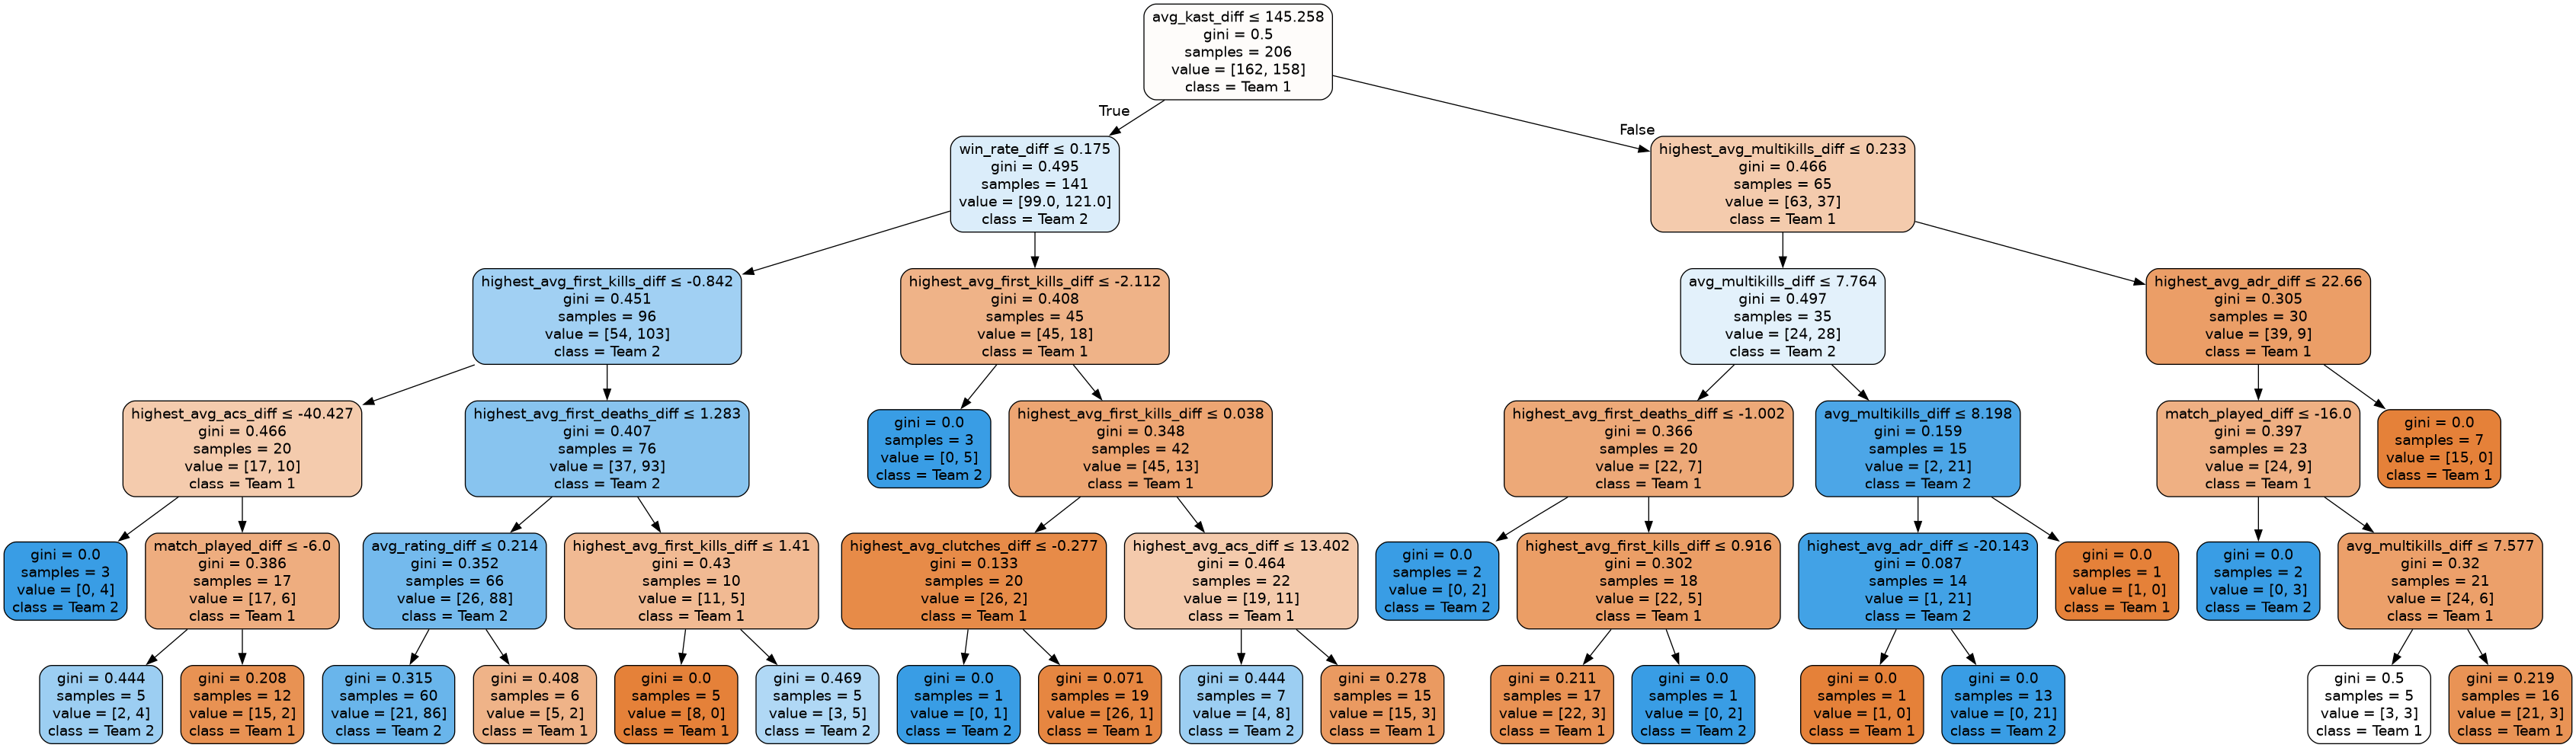 avg_kast_diff ≤ 145.258
gini = 0.5
samples = 206
value = [162, 158]
class = Team 1
True
False
win_rate_diff ≤ 0.175
gini = 0.495
samples = 141
value = [99.0, 121.0]
class = Team 2
highest_avg_multikills_diff ≤ 0.233
gini = 0.466
samples = 65
value = [63, 37]
class = Team 1
highest_avg_first_kills_diff ≤ -0.842
gini = 0.451
samples = 96
value = [54, 103]
class = Team 2
highest_avg_first_kills_diff ≤ -2.112
gini = 0.408
samples = 45
value = [45, 18]
class = Team 1
avg_multikills_diff ≤ 7.764
gini = 0.497
samples = 35
value = [24, 28]
class = Team 2
highest_avg_adr_diff ≤ 22.66
gini = 0.305
samples = 30
value = [39, 9]
class = Team 1
highest_avg_acs_diff ≤ -40.427
gini = 0.466
samples = 20
value = [17, 10]
class = Team 1
highest_avg_first_deaths_diff ≤ 1.283
gini = 0.407
samples = 76
value = [37, 93]
class = Team 2
gini = 0.0
samples = 3
value = [0, 5]
class = Team 2
highest_avg_first_kills_diff ≤ 0.038
gini = 0.348
samples = 42
value = [45, 13]
class = Team 1
highest_avg_first_deaths_diff ≤ -1.002
gini = 0.366
samples = 20
value = [22, 7]
class = Team 1
avg_multikills_diff ≤ 8.198
gini = 0.159
samples = 15
value = [2, 21]
class = Team 2
match_played_diff ≤ -16.0
gini = 0.397
samples = 23
value = [24, 9]
class = Team 1
gini = 0.0
samples = 7
value = [15, 0]
class = Team 1
gini = 0.0
samples = 3
value = [0, 4]
class = Team 2
match_played_diff ≤ -6.0
gini = 0.386
samples = 17
value = [17, 6]
class = Team 1
avg_rating_diff ≤ 0.214
gini = 0.352
samples = 66
value = [26, 88]
class = Team 2
highest_avg_first_kills_diff ≤ 1.41
gini = 0.43
samples = 10
value = [11, 5]
class = Team 1
highest_avg_clutches_diff ≤ -0.277
gini = 0.133
samples = 20
value = [26, 2]
class = Team 1
highest_avg_acs_diff ≤ 13.402
gini = 0.464
samples = 22
value = [19, 11]
class = Team 1
gini = 0.0
samples = 2
value = [0, 2]
class = Team 2
highest_avg_first_kills_diff ≤ 0.916
gini = 0.302
samples = 18
value = [22, 5]
class = Team 1
highest_avg_adr_diff ≤ -20.143
gini = 0.087
samples = 14
value = [1, 21]
class = Team 2
gini = 0.0
samples = 1
value = [1, 0]
class = Team 1
gini = 0.0
samples = 2
value = [0, 3]
class = Team 2
avg_multikills_diff ≤ 7.577
gini = 0.32
samples = 21
value = [24, 6]
class = Team 1
gini = 0.444
samples = 5
value = [2, 4]
class = Team 2
gini = 0.208
samples = 12
value = [15, 2]
class = Team 1
gini = 0.315
samples = 60
value = [21, 86]
class = Team 2
gini = 0.408
samples = 6
value = [5, 2]
class = Team 1
gini = 0.0
samples = 5
value = [8, 0]
class = Team 1
gini = 0.469
samples = 5
value = [3, 5]
class = Team 2
gini = 0.0
samples = 1
value = [0, 1]
class = Team 2
gini = 0.071
samples = 19
value = [26, 1]
class = Team 1
gini = 0.444
samples = 7
value = [4, 8]
class = Team 2
gini = 0.278
samples = 15
value = [15, 3]
class = Team 1
gini = 0.211
samples = 17
value = [22, 3]
class = Team 1
gini = 0.0
samples = 1
value = [0, 2]
class = Team 2
gini = 0.0
samples = 1
value = [1, 0]
class = Team 1
gini = 0.0
samples = 13
value = [0, 21]
class = Team 2
gini = 0.5
samples = 5
value = [3, 3]
class = Team 1
gini = 0.219
samples = 16
value = [21, 3]
class = Team 1